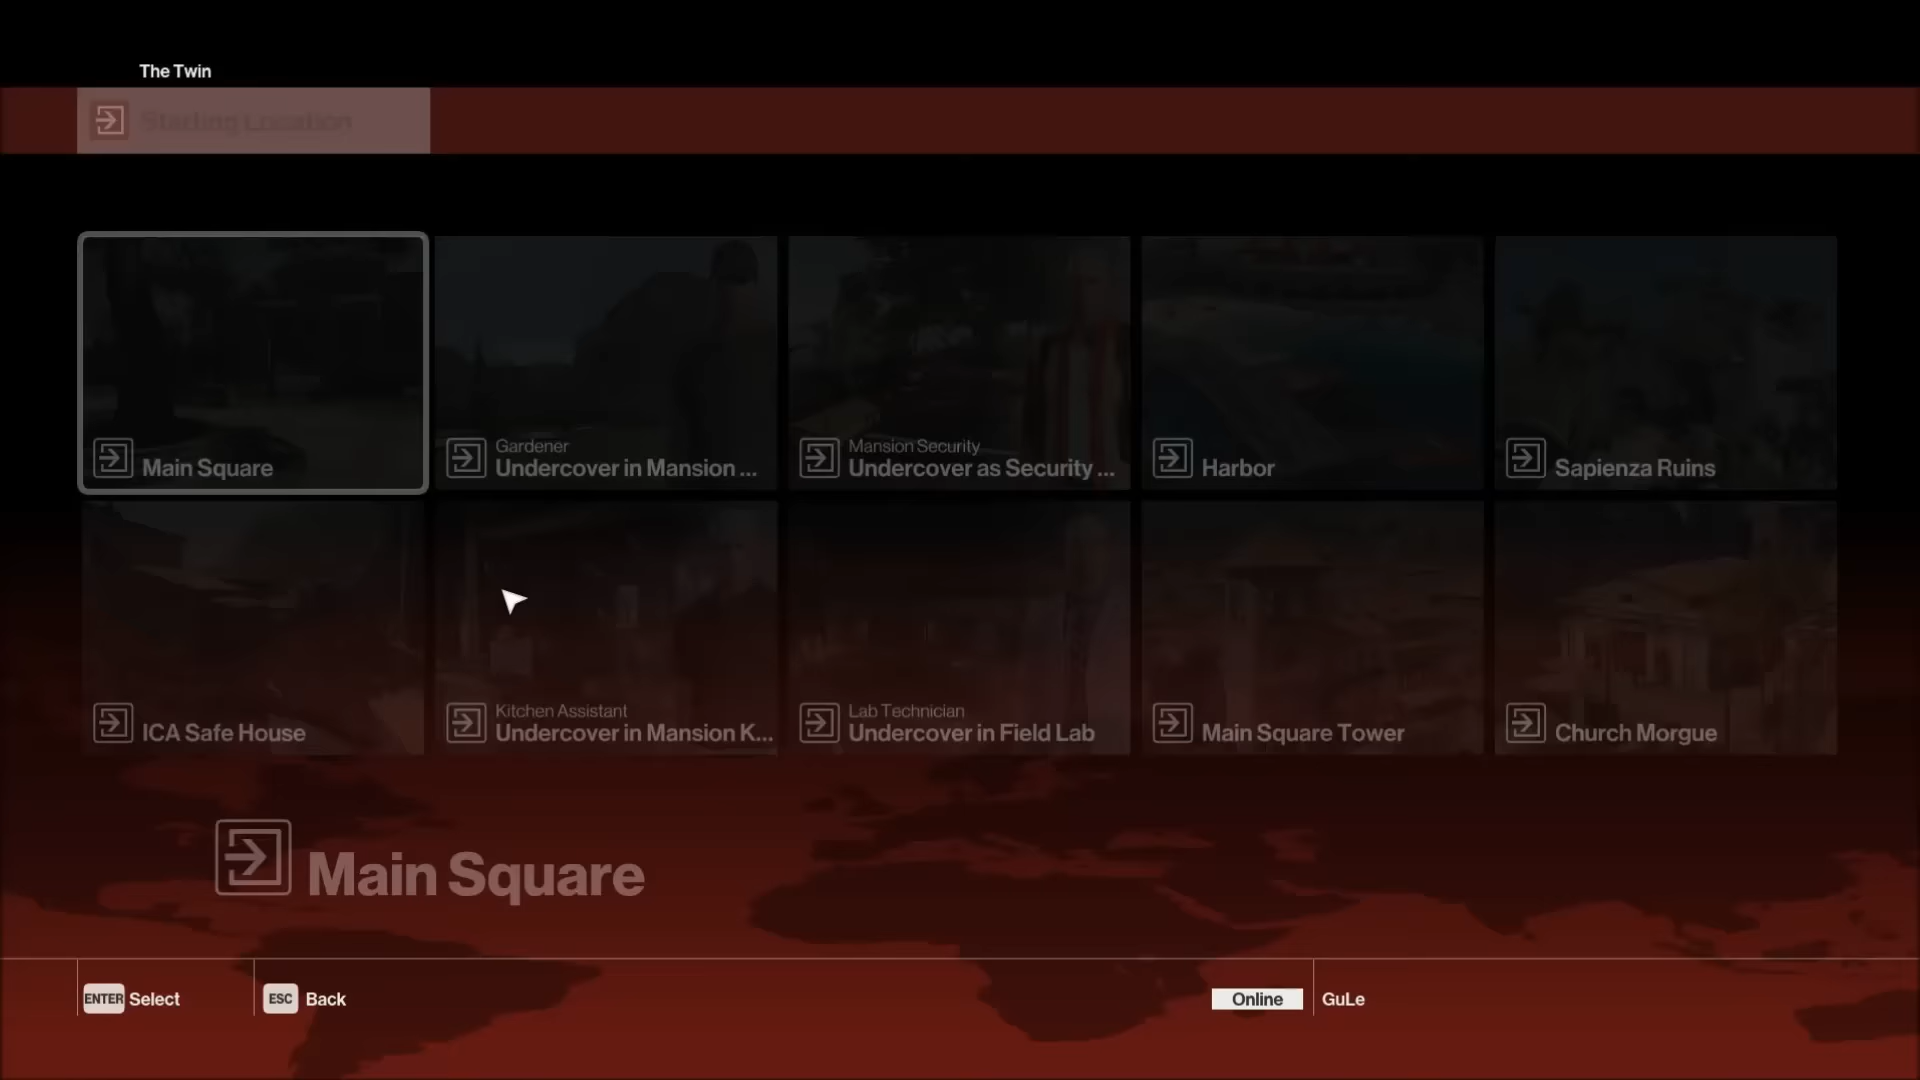 The Twin
Starting Location
Main Square
Gardener
Undercover in Mansion ...
Mansion Security
Undercover as Security ...
Harbor
Sapienza Ruins
ICA Safe House
Kitchen Assistant
Undercover in Mansion K...
Lab Technician
Undercover in Field Lab
Main Square Tower
Church Morgue
Main Square
ENTER Select
ESC Back
Online
GuLe